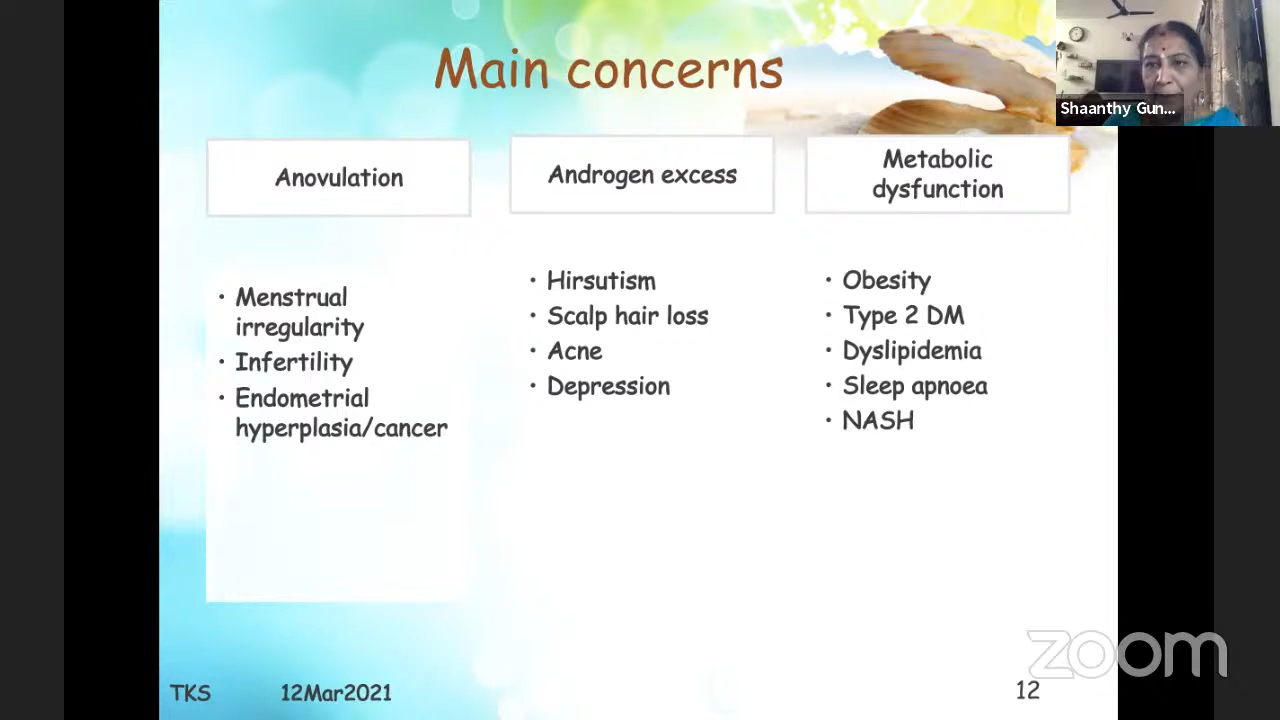 Main concerns
Shaanthy Gun...
Anovulation
Androgen excess
Metabolic
dysfunction
• Menstrual
irregularity
• Infertility
• Endometrial
hyperplasia/cancer
• Hirsutism
• Scalp hair loss
• Acne
• Depression
• Obesity
• Type 2 DM
• Dyslipidemia
• Sleep apnoea
• NASH
zoom
TKS
12Mar2021
12